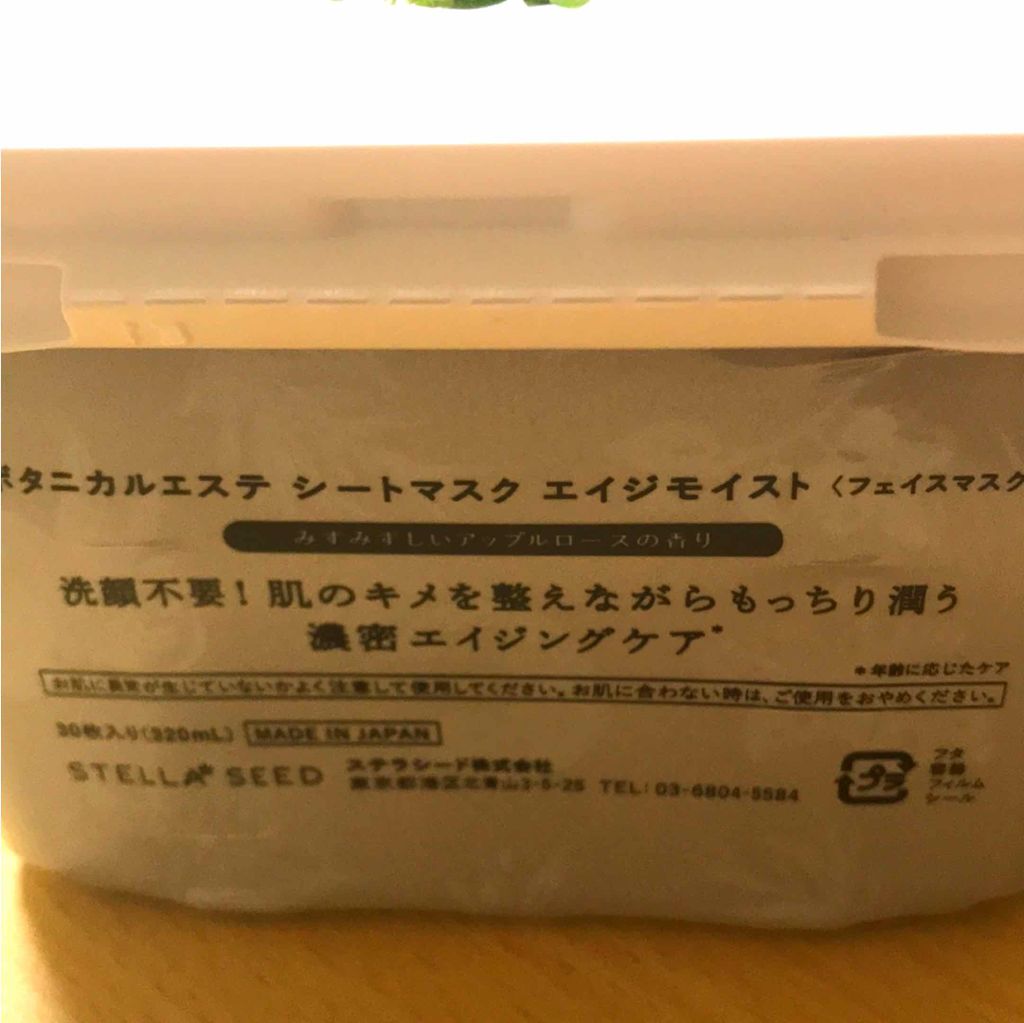 ボタニカルエステ シートマスク エイジモイスト〈フェイスマスク
みずみずしいアップルローズの香り
洗顔不要！肌のキメを整えながらもっちり潤う
濃密エイジングケア*
*年齢に応じたケア
お肌に異常が生じていないかよく注意して使用してください。お肌に合わない時は、ご使用をおやめください。
30枚入り(320mL) MADE IN JAPAN
STELLA SEED ステラシード株式会社
東京都港区北青山3-5-25 TEL:03-6804-5584
プラ
フタ
容器
フィルム
シール